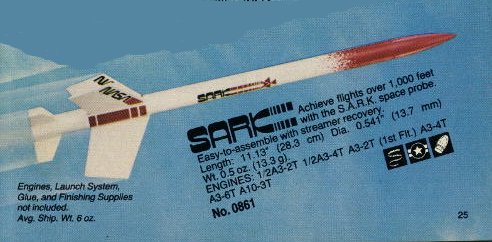 NASA
SARK
SARK
Achieve flights over 1,000 feet
with the S.A.R.K. space probe.
Easy-to-assemble with streamer recovery.
Length: 11.13" (28.3 cm) Dia. 0.541" (13.7 mm)
Wt. 0.5 oz. (13.3 g)
ENGINES: 1/2A3-2T 1/2A3-4T A3-2T (1st Flt.) A3-4T
A3-6T A10-3T
No. 0861
Engines, Launch System,
Glue, and Finishing Supplies
not included.
Avg. Ship. Wt. 6 oz.
25